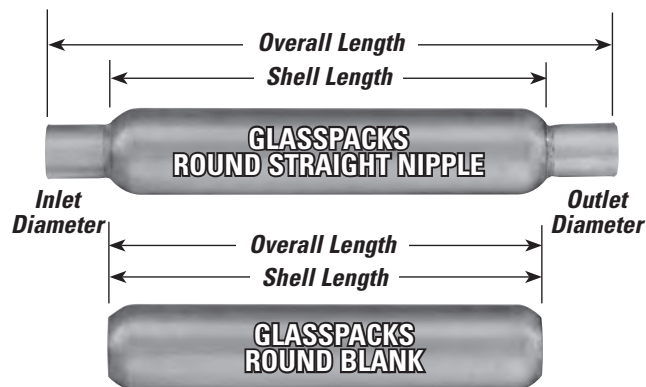 Overall Length
Shell Length
GLASSPACKS
ROUND STRAIGHT NIPPLE
Inlet
Diameter
Outlet
Diameter
Overall Length
Shell Length
GLASSPACKS
ROUND BLANK